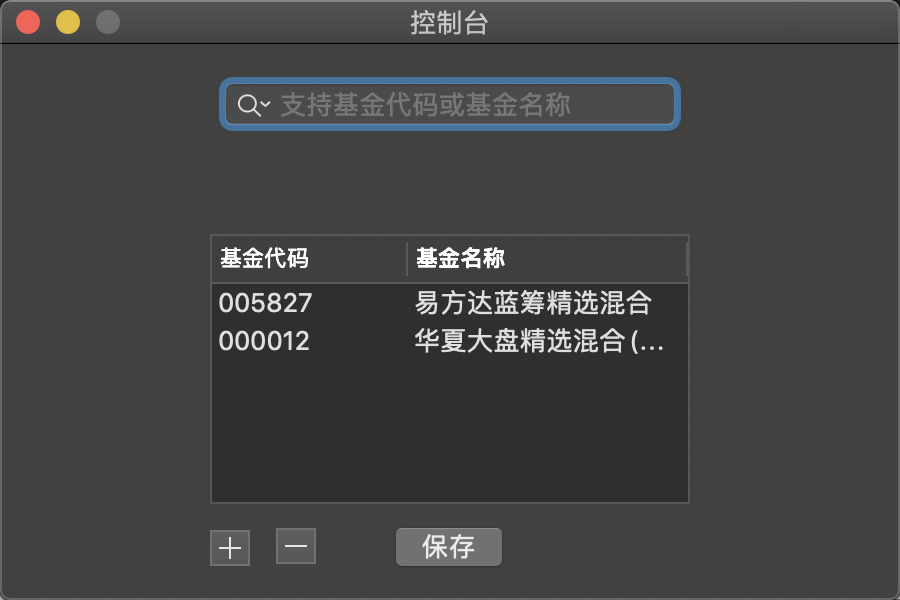 控制台
支持基金代码或基金名称
基金代码 基金名称
005827 易方达蓝筹精选混合
000012 华夏大盘精选混合(...
保存